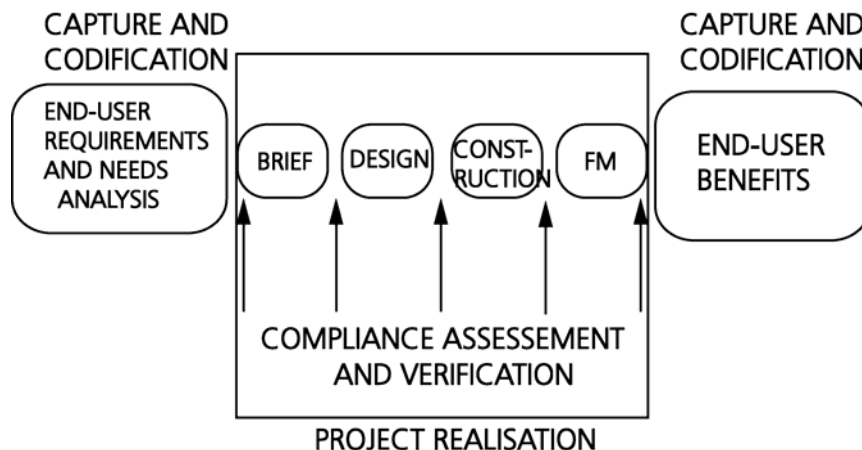 CAPTURE AND
CODIFICATION
END-USER
REQUIREMENTS
AND NEEDS
ANALYSIS
BRIEF
DESIGN
CONST-
RUCTION
FM
CAPTURE AND
CODIFICATION
END-USER
BENEFITS
COMPLIANCE ASSESSEMENT
AND VERIFICATION
PROJECT REALISATION